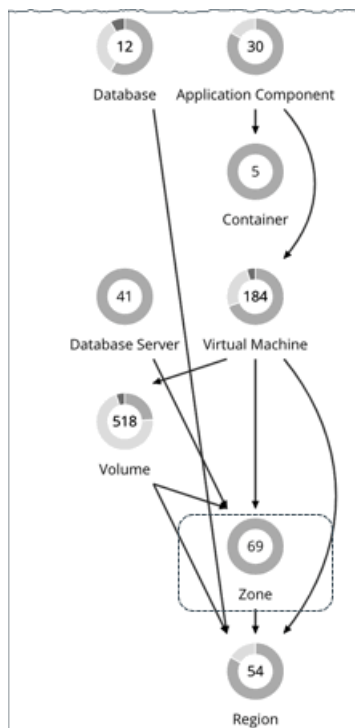 12
30
Database
Application Component
5
Container
41
184
Database Server
Virtual Machine
518
Volume
69
Zone
54
Region